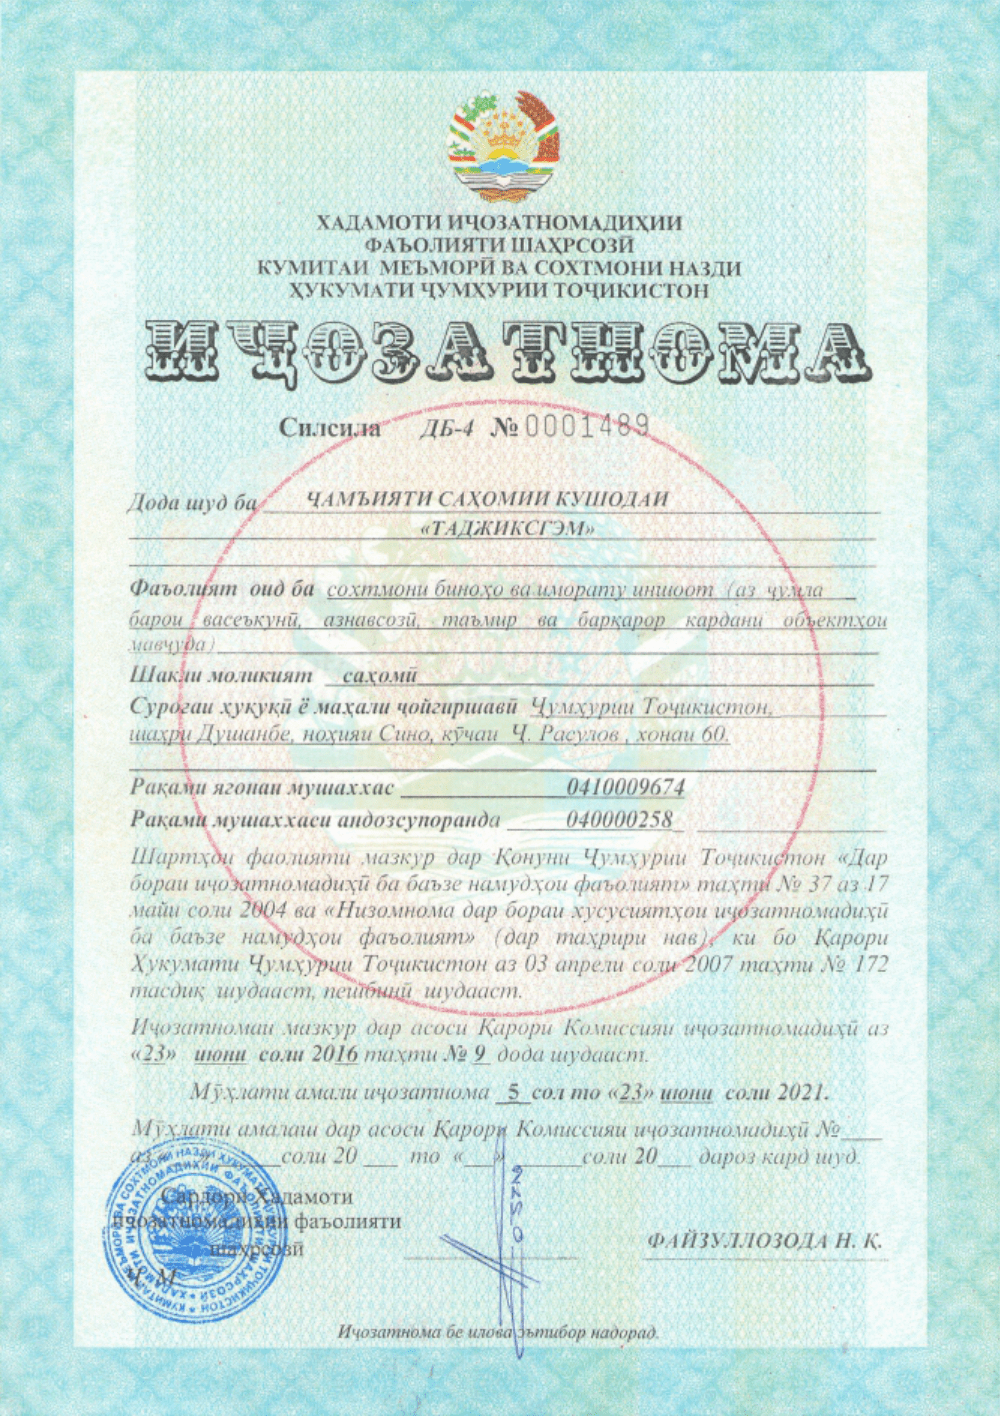 ХАДАМОТИ ИҶОЗАТНОМАДИҲИИ
ФАЪОЛИЯТИ ШАҲРСОЗӢ
КУМИТАИ МЕЪМОРӢ ВА СОХТМОНИ НАЗДИ
ҲУКУМАТИ ҶУМҲУРИИ ТОҶИКИСТОН
ИҶОЗАТНОМА
Силсила ДБ-4 № 0001489
Дода шуд ба ҶАМЪИЯТИ САҲОМИИ КУШОДАИ
«ТАДЖИКСГЭМ»
Фаъолият оид ба сохтмони биноҳо ва иморату иншоот (аз ҷумла
барои васеъкунӣ, азнавсозӣ, таъмир ва барқарор кардани объектҳои
мавҷуда)
Шакли моликият саҳомӣ
Суроғаи ҳуқуқӣ ё маҳали ҷойгиршавӣ Ҷумҳурии Тоҷикистон,
шаҳри Душанбе, ноҳияи Сино, кӯчаи Ҷ. Расулов , хонаи 60.
Рақами ягонаи мушаххас 0410009674
Рақами мушаххаси андозсупоранда 040000258
Шартҳои фаолияти мазкур дар Қонуни Ҷумҳурии Тоҷикистон «Дар
бораи иҷозатномадиҳӣ ба баъзе намудҳои фаъолият» таҳти № 37 аз 17
майи соли 2004 ва «Низомнома дар бораи хусусиятҳои иҷозатномадиҳӣ
ба баъзе намудҳои фаъолият» (дар таҳрири нав), ки бо Қарори
Ҳукумати Ҷумҳурии Тоҷикистон аз 03 апрели соли 2007 таҳти № 172
тасдиқ шудааст, пешбинӣ шудааст.
Иҷозатномаи мазкур дар асоси Қарори Комиссияи иҷозатномадиҳӣ аз
«23» июни соли 2016 таҳти № 9 дода шудааст.
Мӯҳлати амали иҷозатнома 5 сол то «23» июни соли 2021.
Мӯҳлати амалаш дар асоси Қарори Комиссияи иҷозатномадиҳӣ №___
аз «___» ______соли 20 ___ то «___» ______соли 20___ дароз кард шуд.
Сардори Хадамоти
иҷозатномадиҳии фаъолияти
шаҳрсозӣ
ФАЙЗУЛЛОЗОДА Н. Қ.
Ҷ. М.
Иҷозатнома бе илова эътибор надорад.